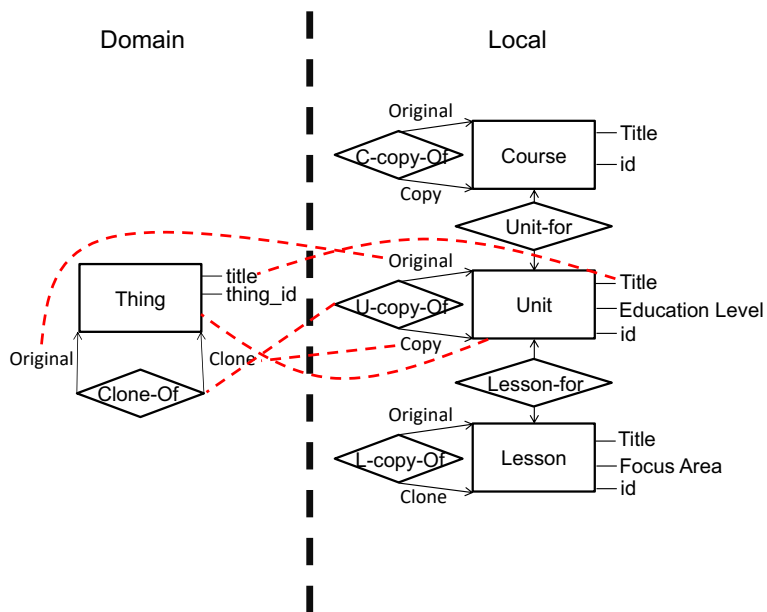 Domain
Local
Original
C-copy-Of
Copy
Course
Title
id
Unit-for
title
thing_id
Thing
Original
Clone
Clone-Of
Original
U-copy-Of
Copy
Unit
Title
Education Level
id
Lesson-for
Original
L-copy-Of
Clone
Lesson
Title
Focus Area
id